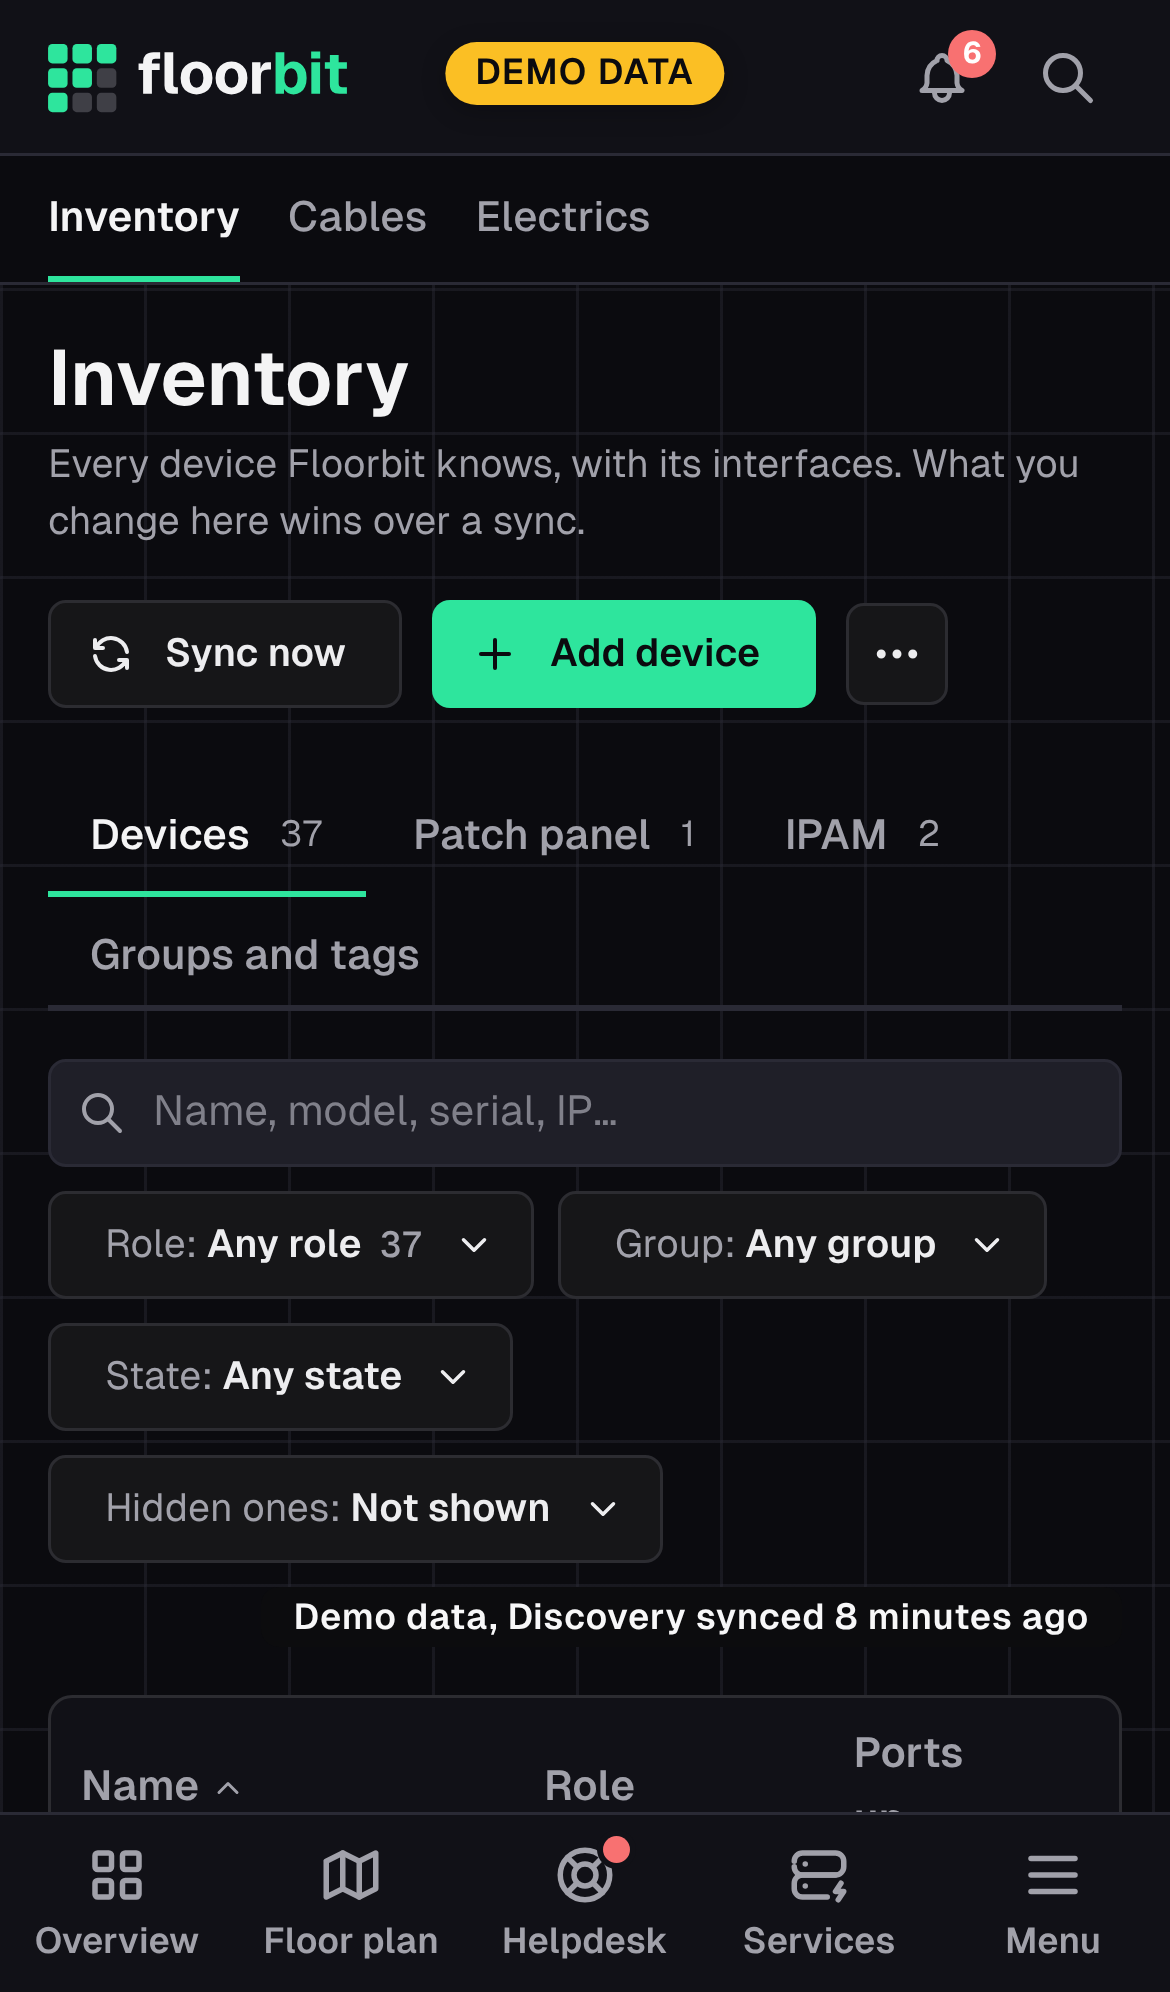 floorbit
DEMO DATA
6
Inventory Cables Electrics
Inventory
Every device Floorbit knows, with its interfaces. What you
change here wins over a sync.
Sync now
Add device
Devices 37
Patch panel 1
IPAM 2
Groups and tags
Name, model, serial, IP…
Role: Any role 37
Group: Any group
State: Any state
Hidden ones: Not shown
Demo data, Discovery synced 8 minutes ago
Name
Role
Ports
Overview
Floor plan
Helpdesk
Services
Menu